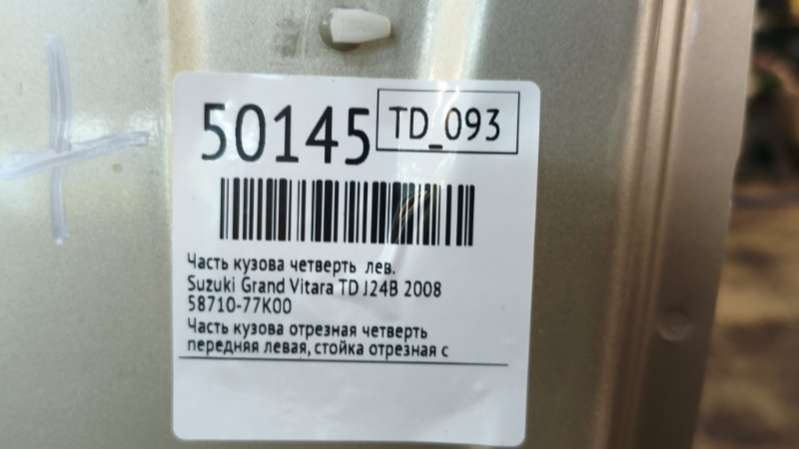 50145
TD_093
Часть кузова четверть лев.
Suzuki Grand Vitara TD J24B 2008
58710-77K00
Часть кузова отрезная четверть
передняя левая, стойка отрезная с